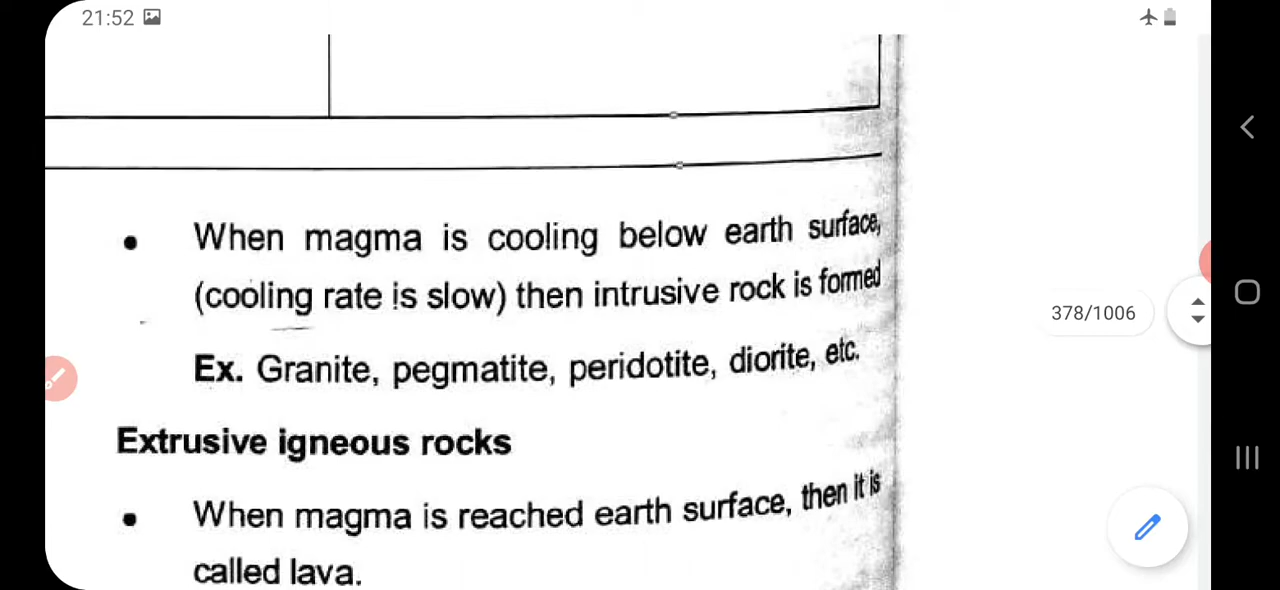 21:52
When magma is cooling below earth surface,
(cooling rate is slow) then intrusive rock is formed
378/1006
Ex. Granite, pegmatite, peridotite, diorite, etc.
Extrusive igneous rocks
When magma is reached earth surface, then it is
called lava.